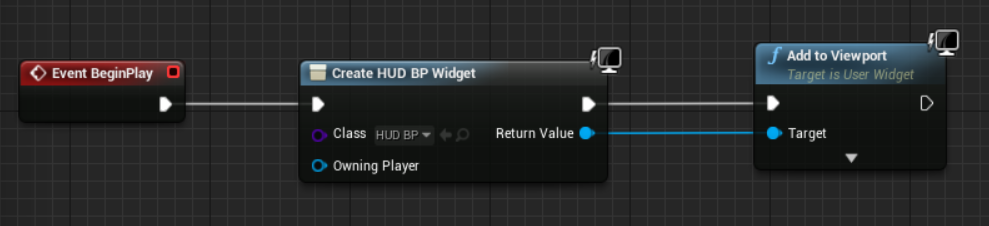 Event BeginPlay
Create HUD BP Widget
Class HUD BP Return Value
Owning Player
f Add to Viewport
Target is User Widget
Target